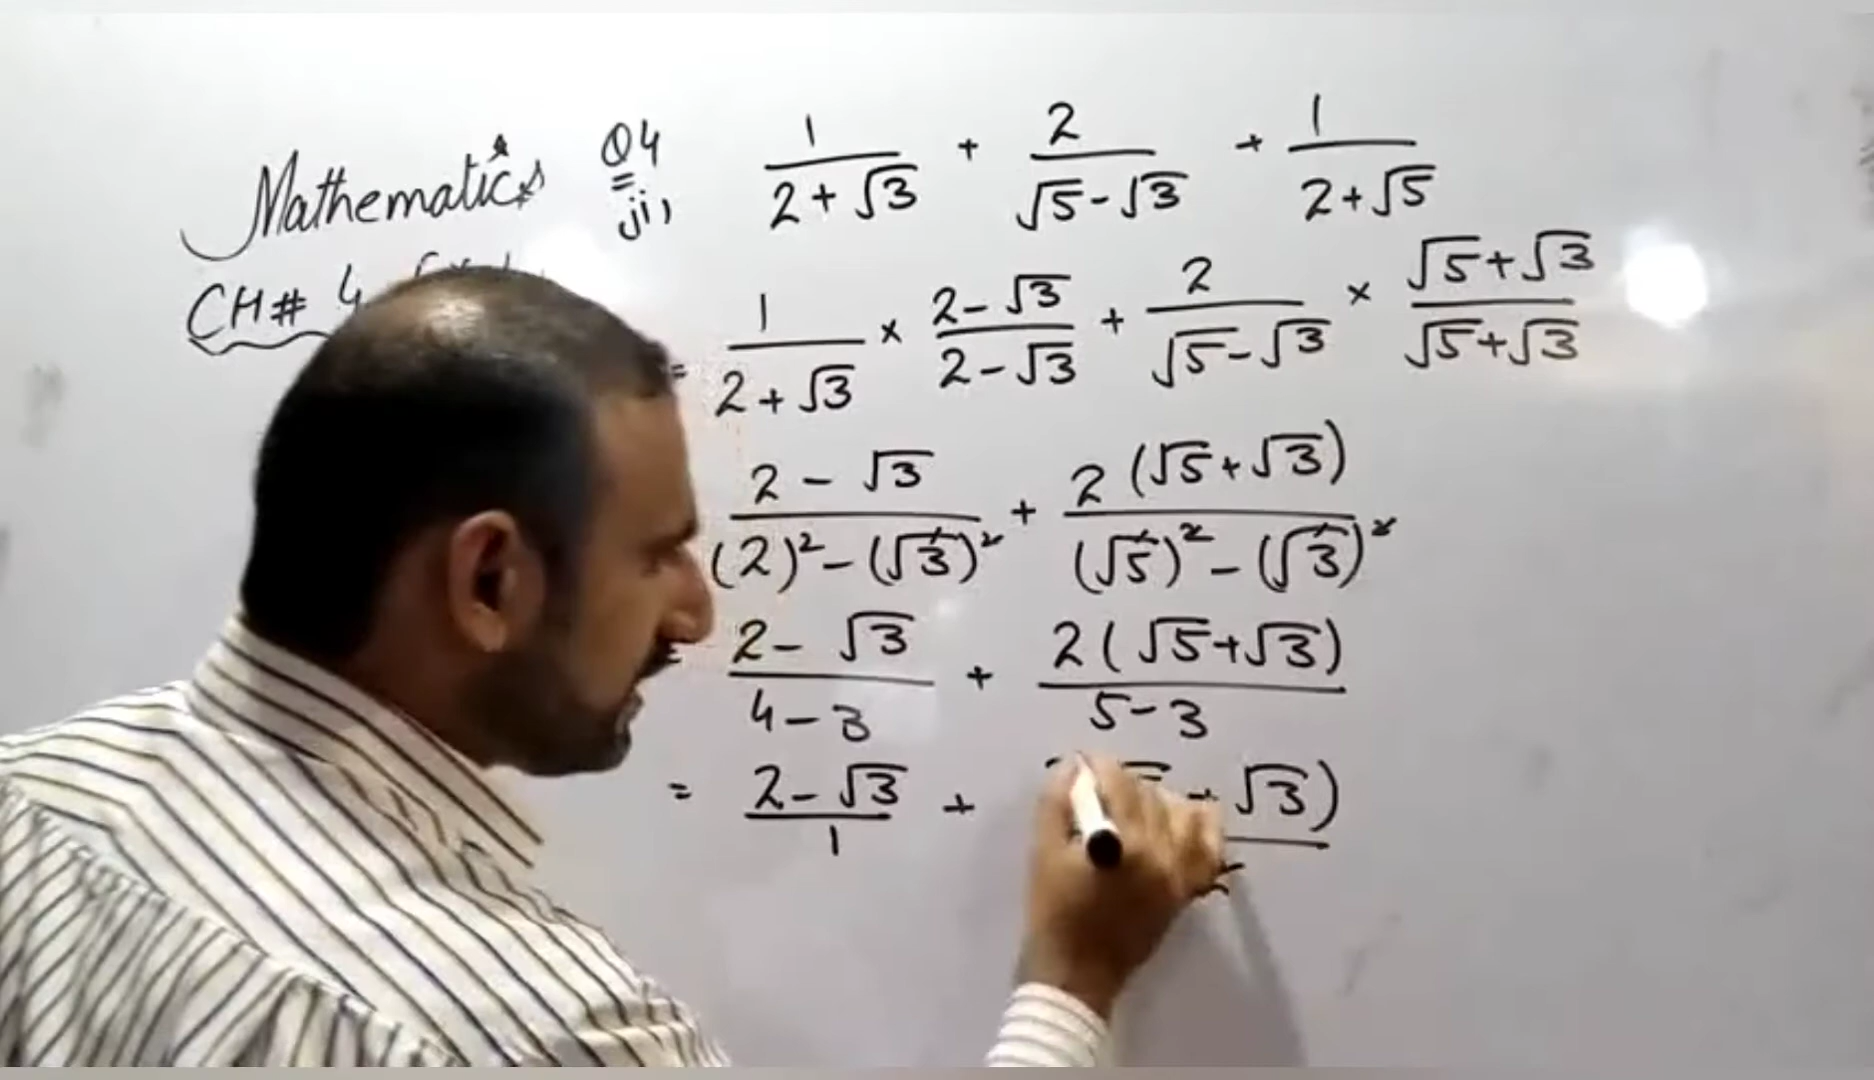 Mathematics
CH# 4
Q4
ji,
1/(2+√3) + 2/(√5-√3) + 1/(2+√5)
= 1/(2+√3) × (2-√3)/(2-√3) + 2/(√5-√3) × (√5+√3)/(√5+√3)
(2-√3)/((2)²-(√3)²) + 2(√5+√3)/((√5)²-(√3)²)
= (2-√3)/(4-3) + 2(√5+√3)/(5-3)
= (2-√3)/1 + √3)